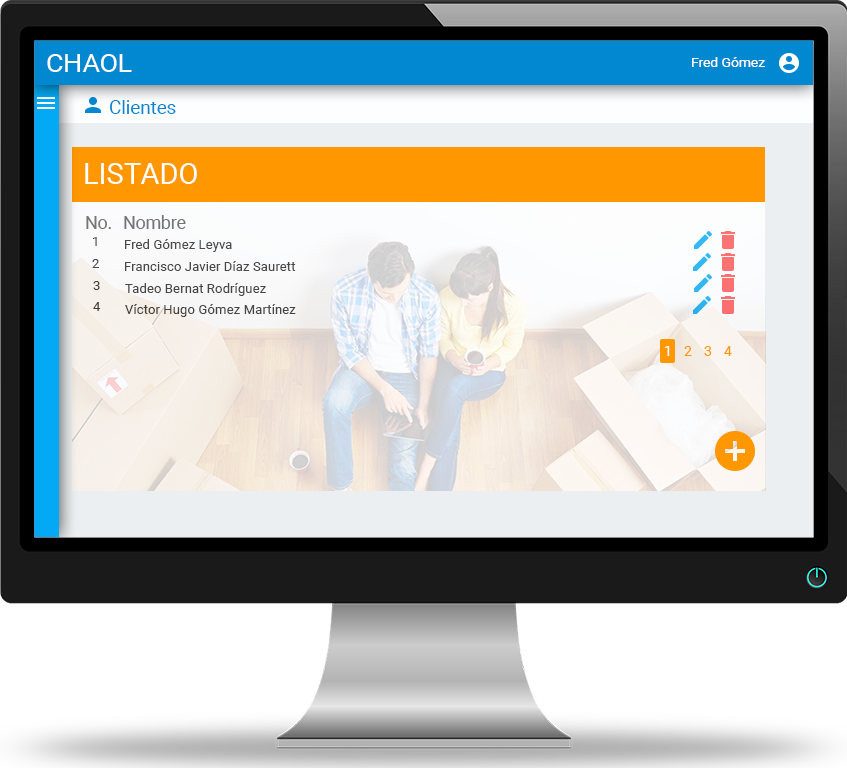 CHAOL
Fred Gómez
Clientes
LISTADO
No. Nombre
1 Fred Gómez Leyva
2 Francisco Javier Díaz Saurett
3 Tadeo Bernat Rodríguez
4 Víctor Hugo Gómez Martínez
1 2 3 4